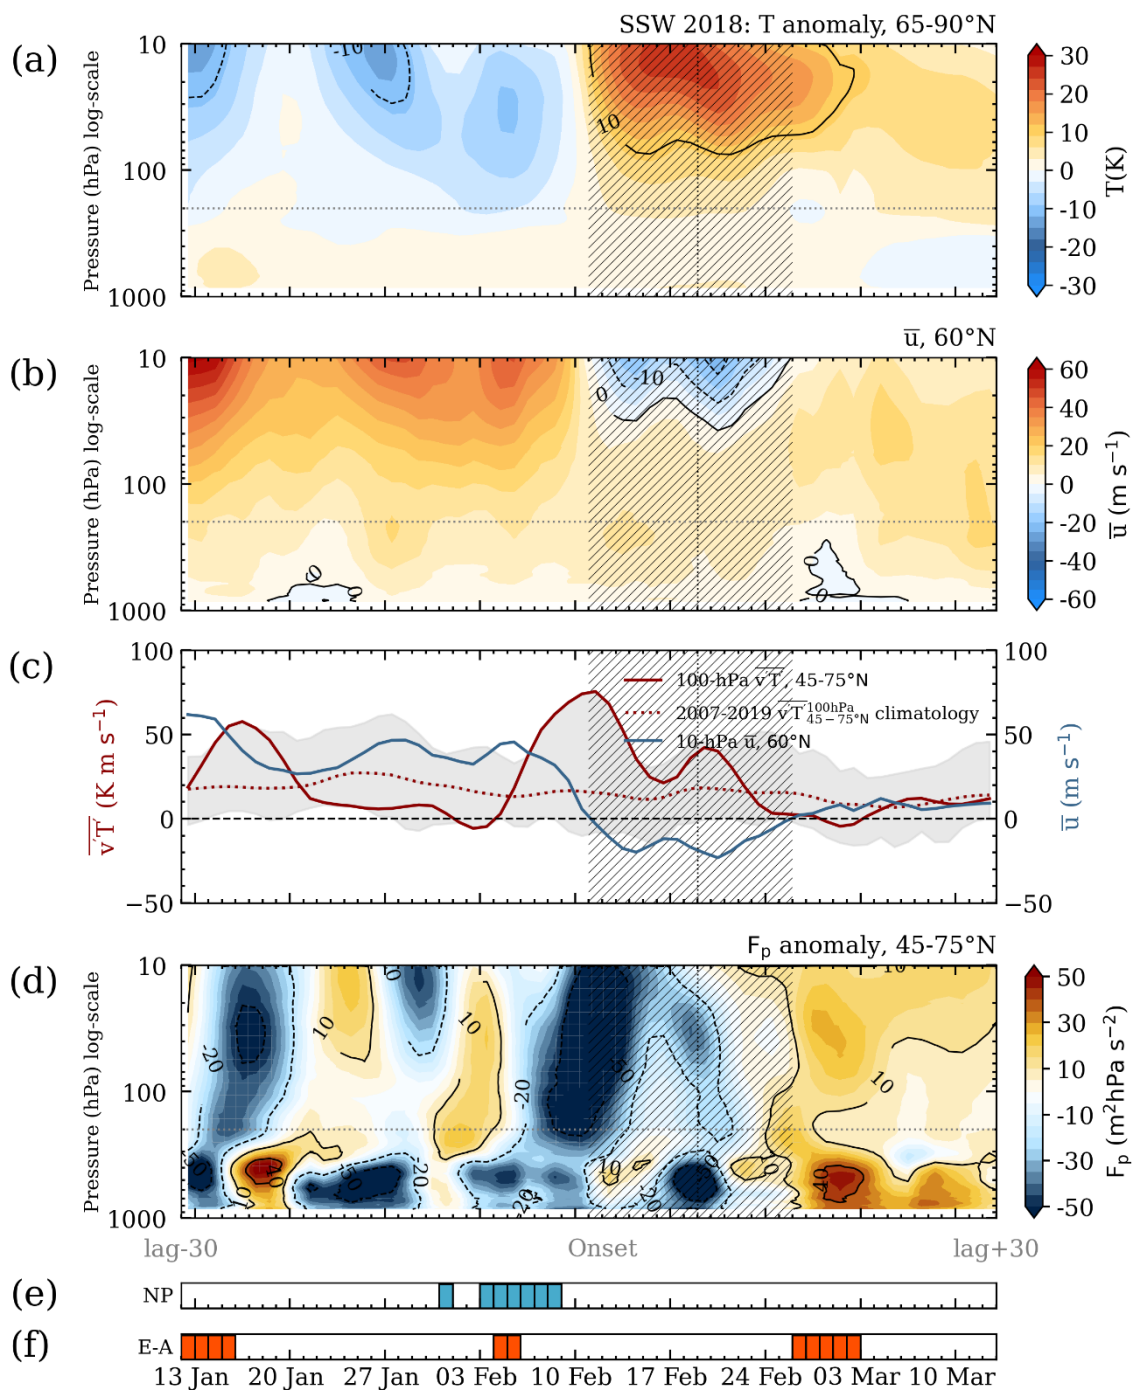 SSW 2018: T anomaly, 65-90°N
(a)
Pressure (hPa) log-scale
10
100
1000
-10
10
30
20
10
0
-10
-20
-30
T(K)
u̅, 60°N
(b)
Pressure (hPa) log-scale
10
100
1000
0
-10
0
0
0
0
60
40
20
0
-20
-40
-60
u̅ (m s⁻¹)
(c)
v'T' (K m s⁻¹)
100
50
0
−50
100-hPa v'T', 45-75°N
2007-2019 v'T' 100hPa 45−75°N climatology
10-hPa u̅, 60°N
100
50
0
−50
u̅ (m s⁻¹)
Fₚ anomaly, 45-75°N
(d)
Pressure (hPa) log-scale
10
100
1000
-20
10
10
-20
-50
10
10
40
50
30
10
-10
-30
-50
Fₚ (m²hPa s⁻²)
lag-30 Onset lag+30
(e)
NP
(f)
E-A
13 Jan 20 Jan 27 Jan 03 Feb 10 Feb 17 Feb 24 Feb 03 Mar 10 Mar